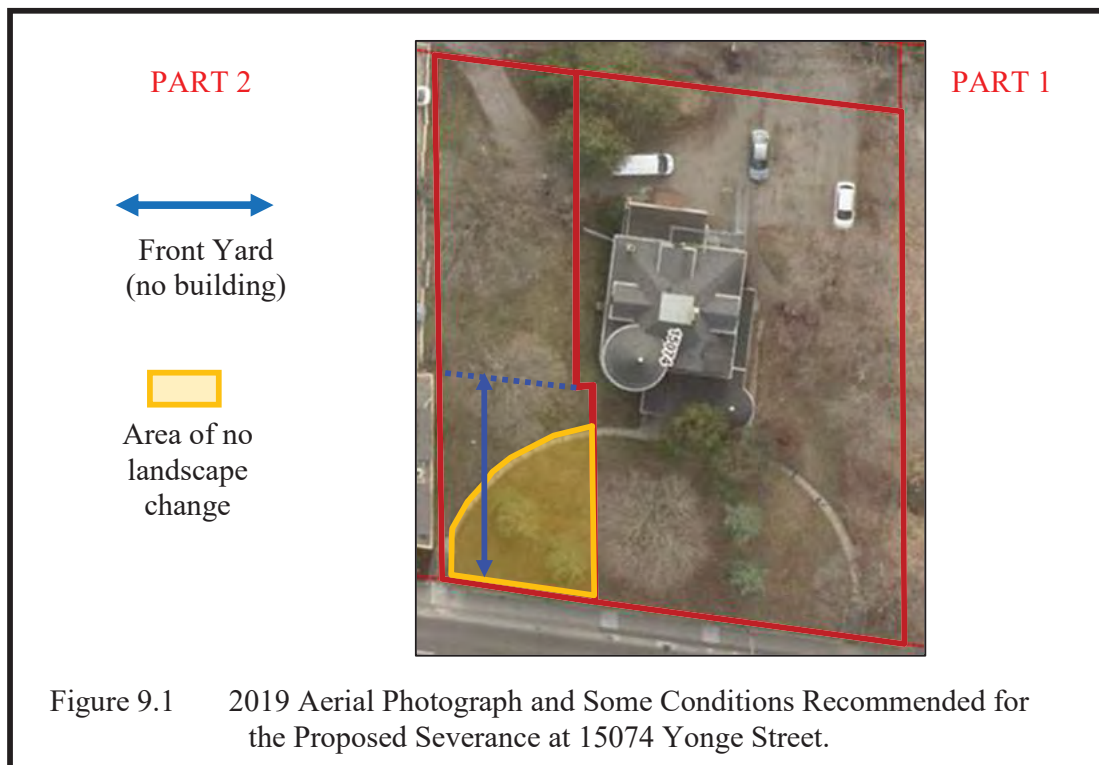 PART 2
PART 1
Front Yard
(no building)
Area of no
landscape
change
15074
Figure 9.1 2019 Aerial Photograph and Some Conditions Recommended for
the Proposed Severance at 15074 Yonge Street.